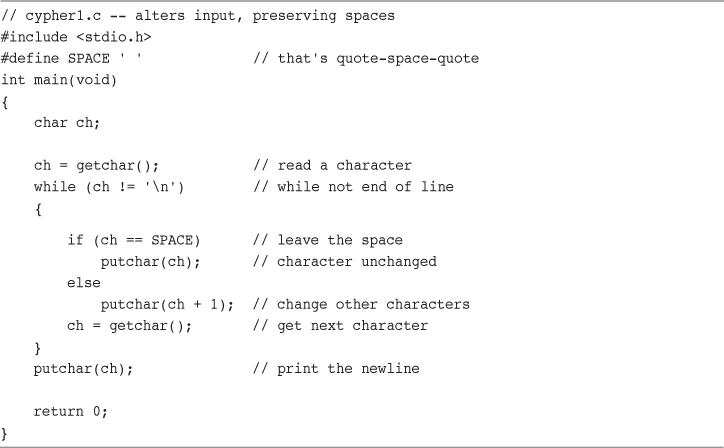 // cypher1.c -- alters input, preserving spaces
#include <stdio.h>
#define SPACE ' '             // that's quote-space-quote
int main(void)
{
    char ch;

    ch = getchar();           // read a character
    while (ch != '\n')        // while not end of line
    {
        if (ch == SPACE)      // leave the space
            putchar(ch);      // character unchanged
        else
            putchar(ch + 1);  // change other characters
        ch = getchar();       // get next character
    }
    putchar(ch);              // print the newline

    return 0;
}